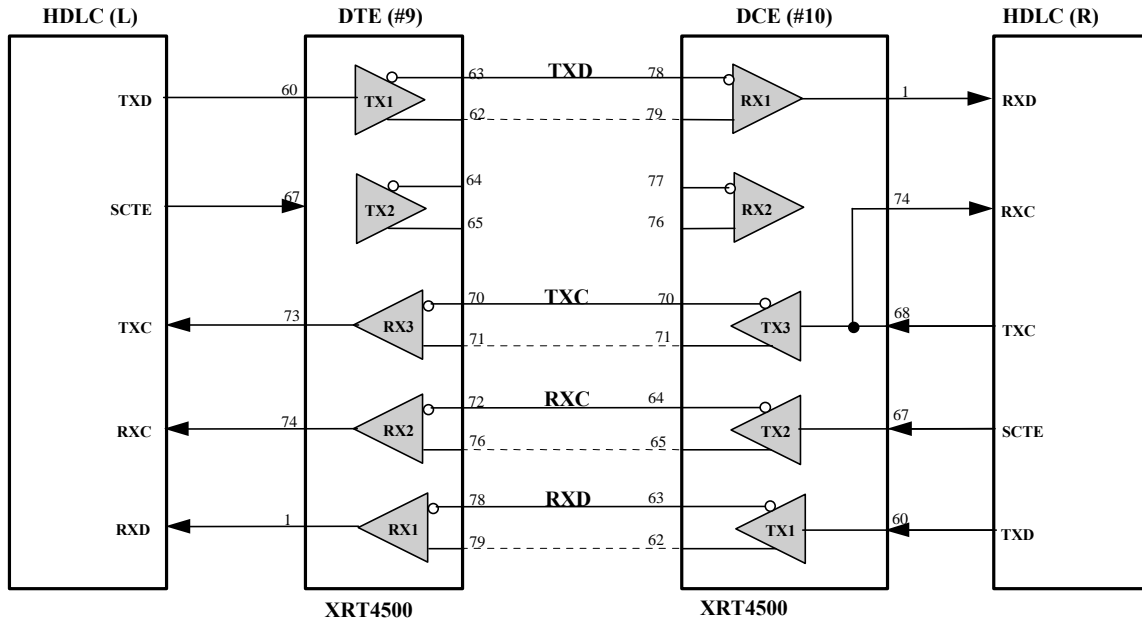 HDLC (L) DTE (#9) DCE (#10) HDLC (R)
63 TXD 78
TXD 60 TX1 RX1 1 RXD
62 79
64 77
SCTE 67 TX2 RX2 74 RXC
65 76
70 TXC 70
TXC 73 RX3 TX3 68 TXC
71 71
72 RXC 64
RXC 74 RX2 TX2 67 SCTE
76 65
78 RXD 63
RXD 1 RX1 TX1 60 TXD
79 62
XRT4500 XRT4500